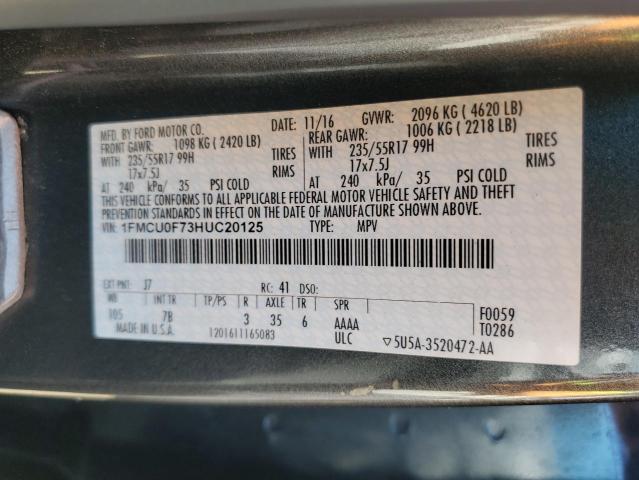 MFD. BY FORD MOTOR CO. DATE: 11/16 GVWR: 2096 KG ( 4620 LB)
FRONT GAWR: 1098 KG ( 2420 LB) REAR GAWR: 1006 KG ( 2218 LB)
WITH 235/55R17 99H TIRES WITH 235/55R17 99H TIRES
17x7.5J RIMS 17x7.5J RIMS
AT 240 kPa/ 35 PSI COLD AT 240 kPa/ 35 PSI COLD
THIS VEHICLE CONFORMS TO ALL APPLICABLE FEDERAL MOTOR VEHICLE SAFETY AND THEFT
PREVENTION STANDARDS IN EFFECT ON THE DATE OF MANUFACTURE SHOWN ABOVE.
VIN: 1FMCU0F73HUC20125 TYPE: MPV
EXT PNT: J7 RC: 41 DSO:
WB INT TR TP/PS R AXLE TR SPR F0059
105 7B 3 35 6 AAAA T0286
MADE IN U.S.A. 1201611165083 ULC ▽5U5A-3520472-AA